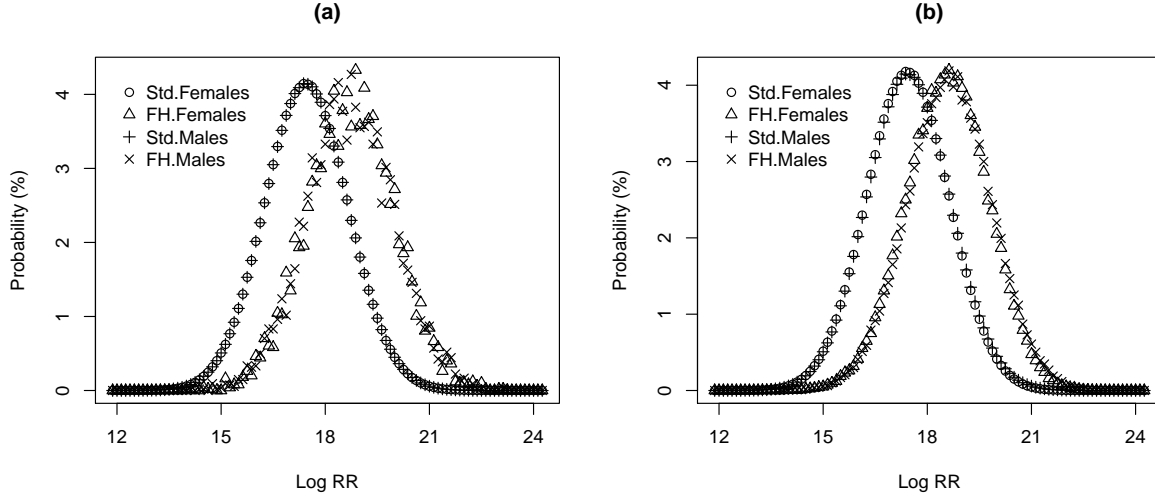 (a)
Std.Females
FH.Females
Std.Males
FH.Males
Probability (%)
0
1
2
3
4
12
15
18
21
24
Log RR
(b)
Std.Females
FH.Females
Std.Males
FH.Males
Probability (%)
0
1
2
3
4
12
15
18
21
24
Log RR